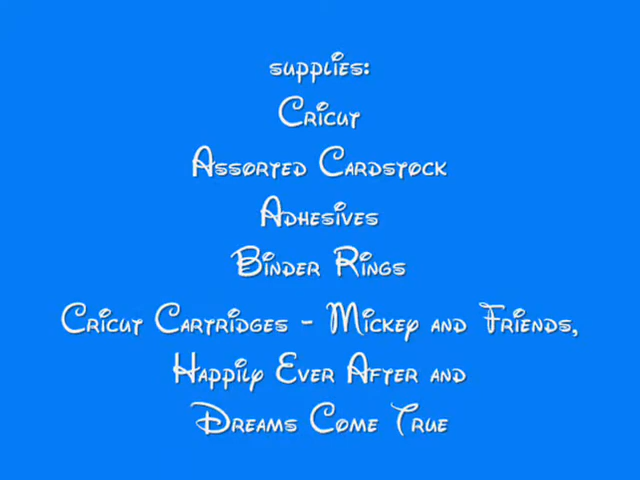 supplies:
Cricut
Assorted Cardstock
Adhesives
Binder Rings
Cricut Cartridges - Mickey and Friends,
Happily Ever After and
Dreams Come True